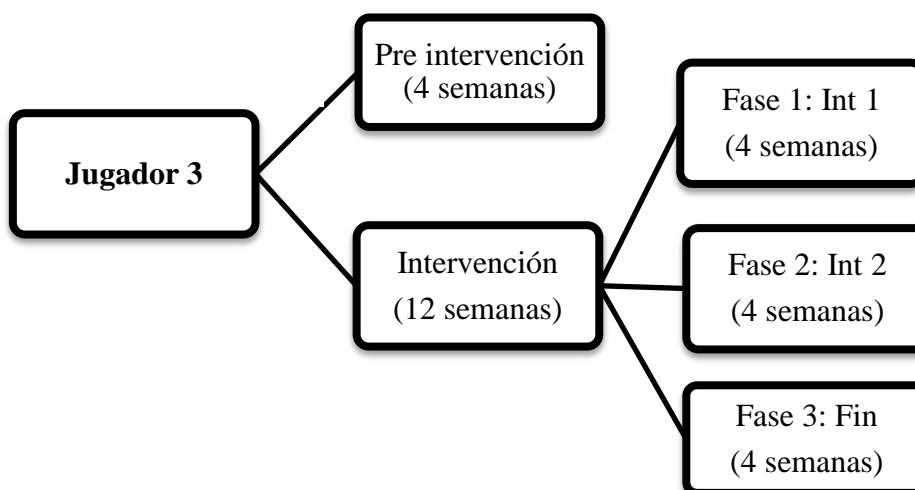 Jugador 3
Pre intervención
(4 semanas)
Intervención
(12 semanas)
Fase 1: Int 1
(4 semanas)
Fase 2: Int 2
(4 semanas)
Fase 3: Fin
(4 semanas)